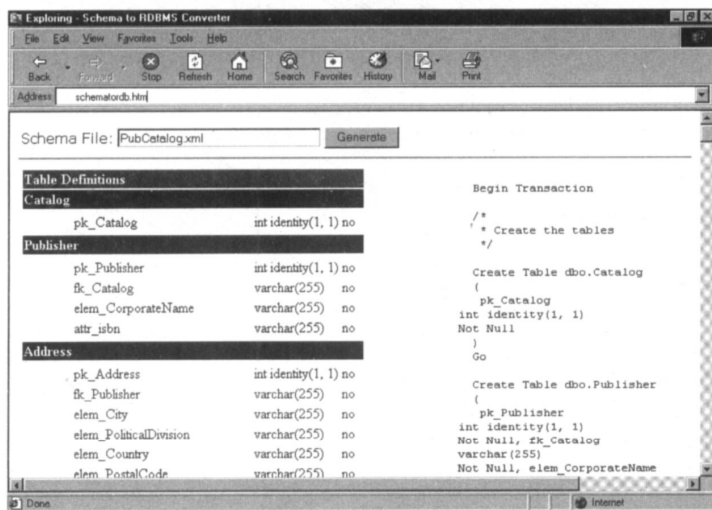 Exploring - Schema to RDBMS Converter
File Edit View Favorites Tools Help
Back Forward Stop Refresh Home Search Favorites History Mail Print
Address schematordb.htm
Schema File: PubCatalog.xml Generate
Table Definitions
Catalog
pk_Catalog int identity(1, 1) no
Publisher
pk_Publisher int identity(1, 1) no
fk_Catalog varchar(255) no
elem_CorporateName varchar(255) no
attr_isbn varchar(255) no
Address
pk_Address int identity(1, 1) no
fk_Publisher varchar(255) no
elem_City varchar(255) no
elem_PoliticalDivision varchar(255) no
elem_Country varchar(255) no
elem_PostalCode varchar(255) no
Begin Transaction
/*
* Create the tables
*/
Create Table dbo.Catalog
(
pk_Catalog
int identity(1, 1)
Not Null
)
Go
Create Table dbo.Publisher
(
pk_Publisher
int identity(1, 1)
Not Null, fk_Catalog
varchar(255)
Not Null, elem_CorporateName
Done Internet